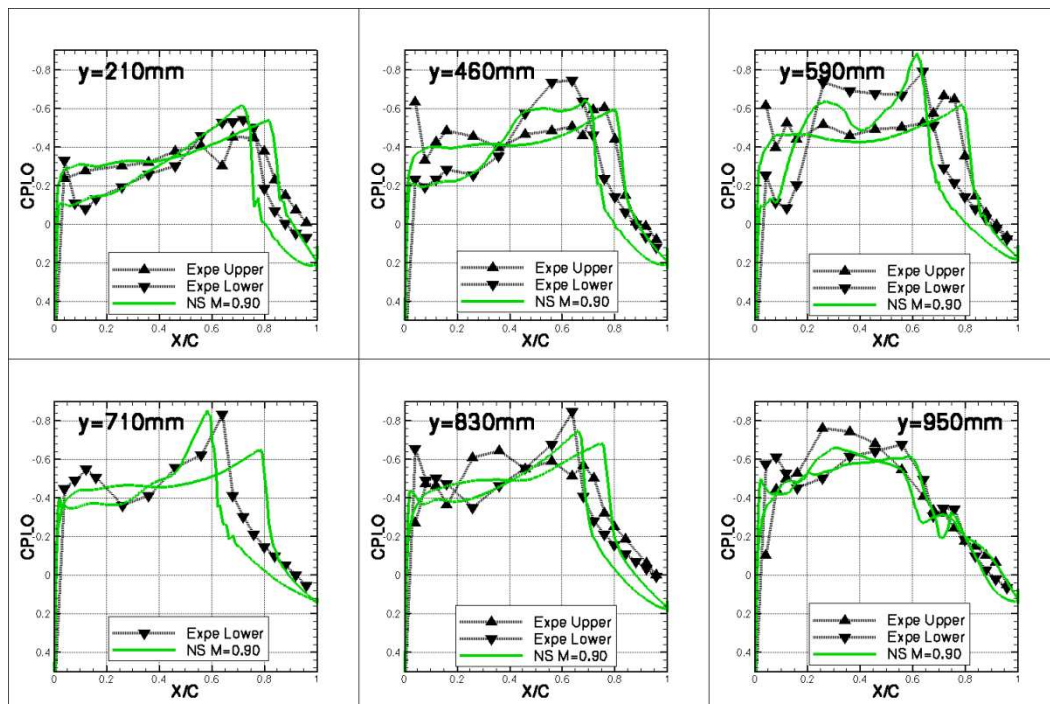 y=210mm
CPLO
-0.8
-0.6
-0.4
-0.2
0
0.2
0.4
Expe Upper
Expe Lower
NS M=0.90
0 0.2 0.4 0.6 0.8 1
X/C
y=460mm
CPLO
-0.8
-0.6
-0.4
-0.2
0
0.2
0.4
Expe Upper
Expe Lower
NS M=0.90
0 0.2 0.4 0.6 0.8 1
X/C
y=590mm
CPLO
-0.8
-0.6
-0.4
-0.2
0
0.2
0.4
Expe Upper
Expe Lower
NS M=0.90
0 0.2 0.4 0.6 0.8 1
X/C
y=710mm
CPLO
-0.8
-0.6
-0.4
-0.2
0
0.2
0.4
Expe Lower
NS M=0.90
0 0.2 0.4 0.6 0.8 1
X/C
y=830mm
CPLO
-0.8
-0.6
-0.4
-0.2
0
0.2
0.4
Expe Upper
Expe Lower
NS M=0.90
0 0.2 0.4 0.6 0.8 1
X/C
y=950mm
CPLO
-0.8
-0.6
-0.4
-0.2
0
0.2
0.4
Expe Upper
Expe Lower
NS M=0.90
0 0.2 0.4 0.6 0.8 1
X/C